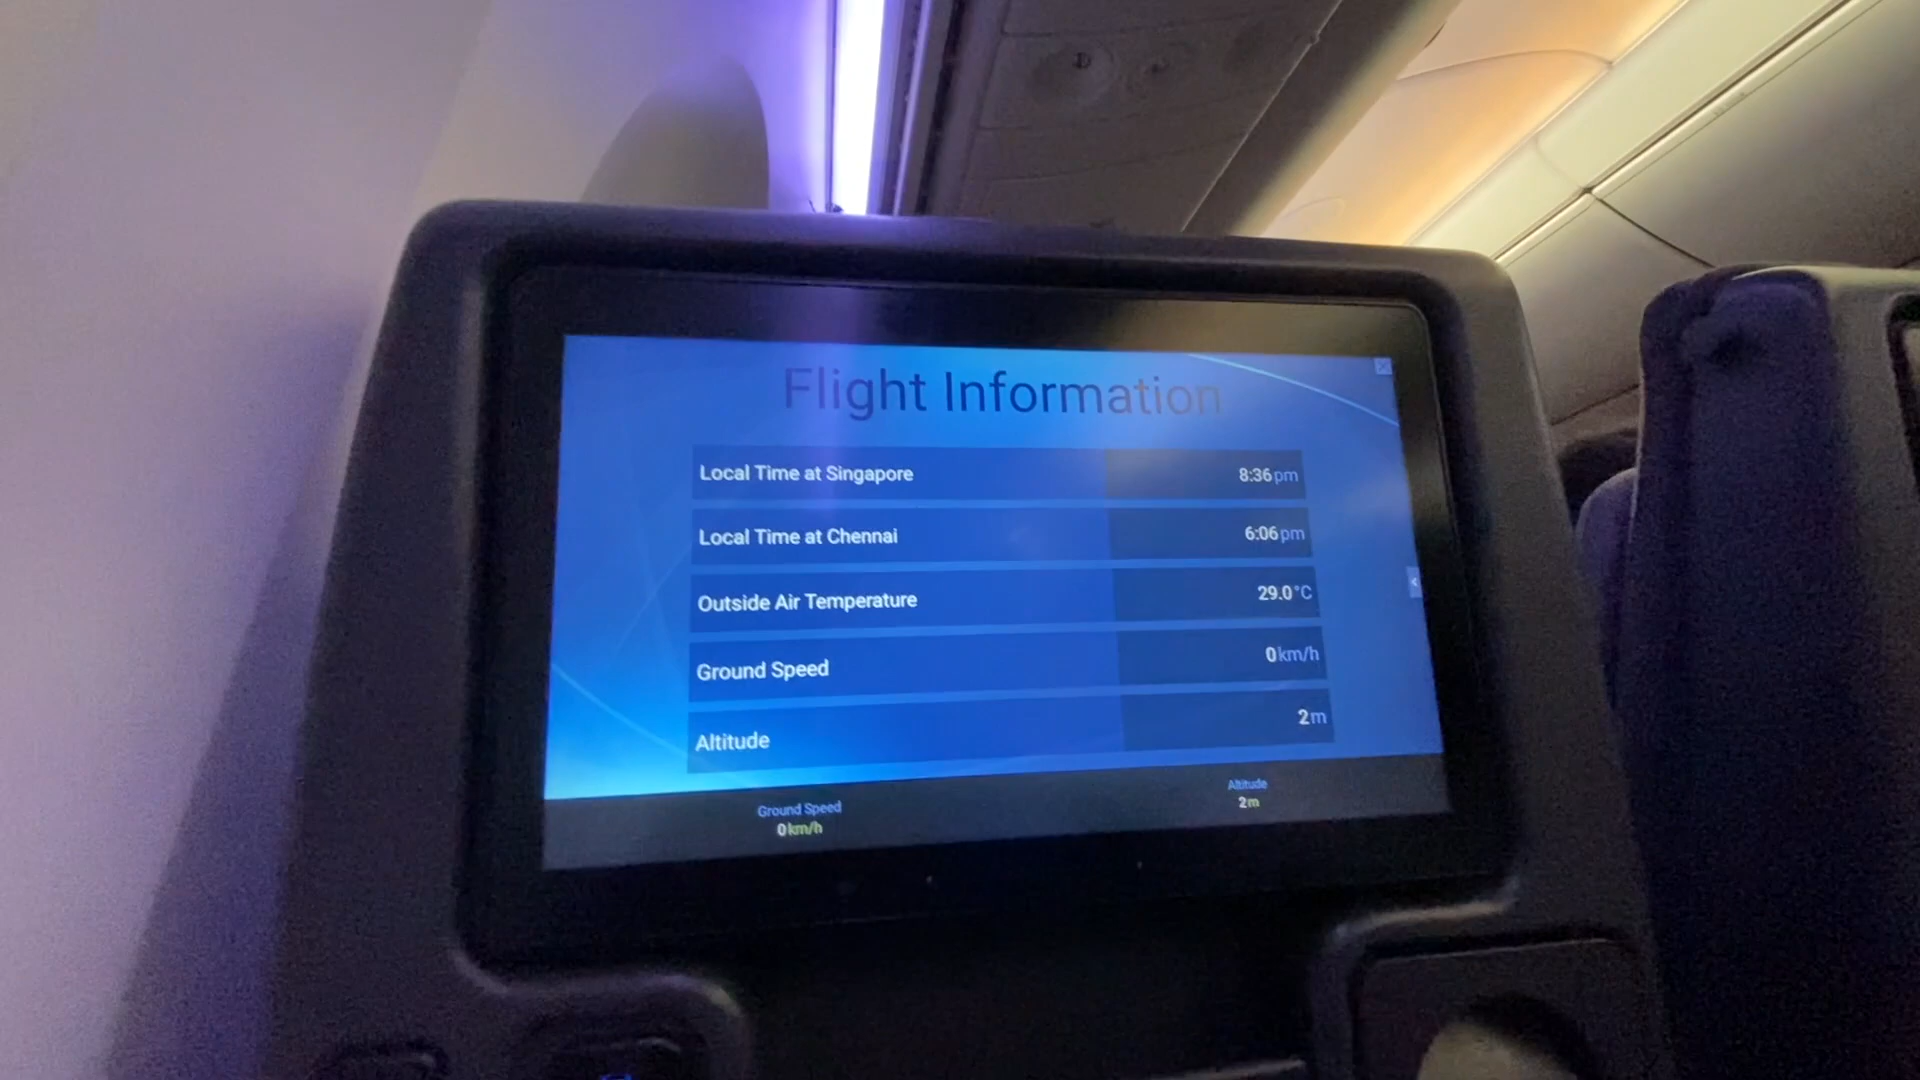 Flight Information
Local Time at Singapore 8:36pm
Local Time at Chennai 6:06pm
Outside Air Temperature 29.0°C
Ground Speed 0km/h
Altitude 2m
Ground Speed Altitude
0km/h 2m